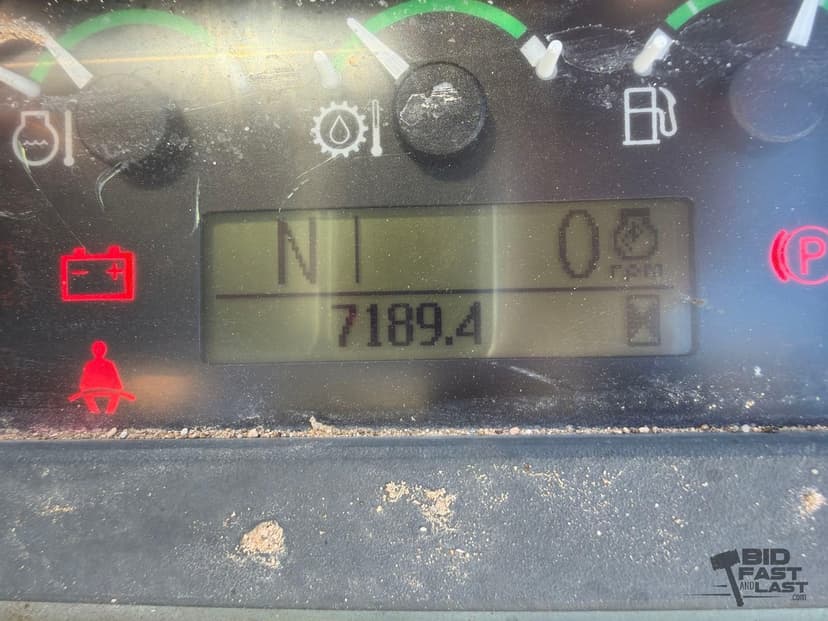 N 0
rpm
7189.4
P
BID
FAST
AND LAST
.com